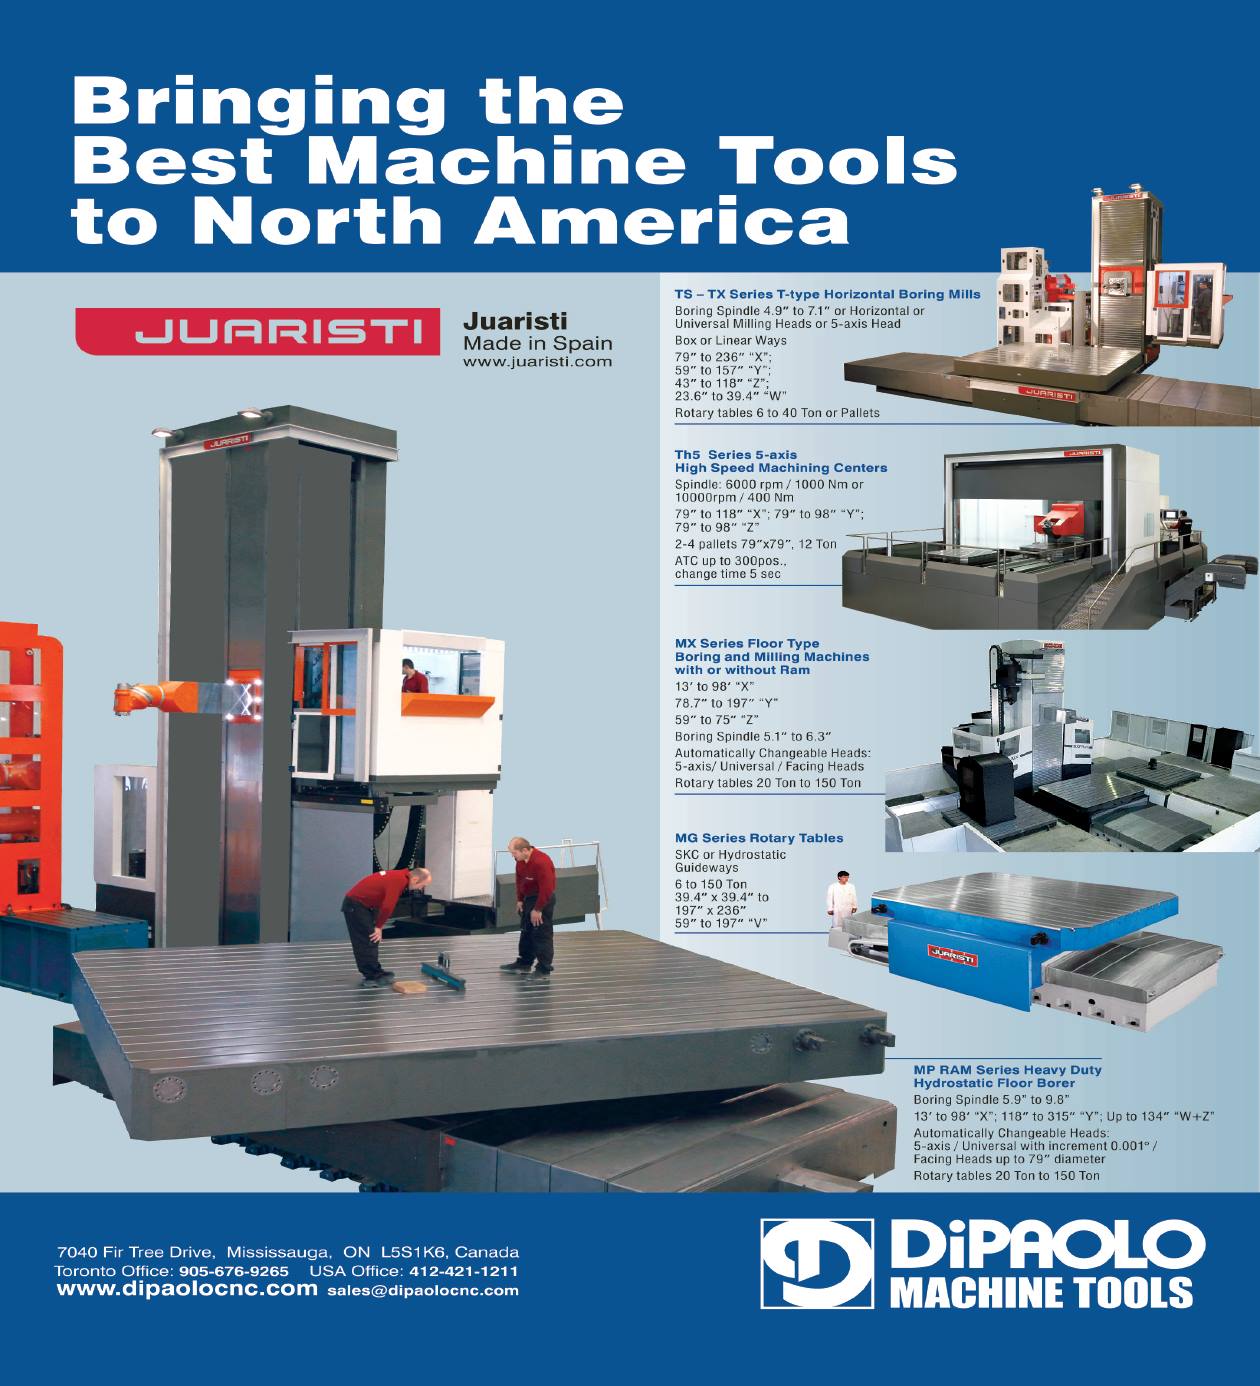 Bringing the
Best Machine Tools
to North America
JUARISTI
Juaristi
Made in Spain
www.juaristi.com
TS – TX Series T-type Horizontal Boring Mills
Boring Spindle 4.9″ to 7.1″ or Horizontal or
Universal Milling Heads or 5-axis Head
Box or Linear Ways
79″ to 236″ “X”;
59″ to 157″ “Y”;
43″ to 118″ “Z”;
23.6″ to 39.4″ “W”
Rotary tables 6 to 40 Ton or Pallets
JUARISTI
Th5 Series 5-axis
High Speed Machining Centers
Spindle: 6000 rpm / 1000 Nm or
10000rpm / 400 Nm
79″ to 118″ “X”; 79″ to 98″ “Y”;
79″ to 98″ “Z”
2-4 pallets 79″x79″, 12 Ton
ATC up to 300pos.,
change time 5 sec
JUARISTI
JUARISTI
MX Series Floor Type
Boring and Milling Machines
with or without Ram
13′ to 98′ “X”
78.7″ to 197″ “Y”
59″ to 75″ “Z”
Boring Spindle 5.1″ to 6.3″
Automatically Changeable Heads:
5-axis/ Universal / Facing Heads
Rotary tables 20 Ton to 150 Ton
MG Series Rotary Tables
SKC or Hydrostatic
Guideways
6 to 150 Ton
39.4″ x 39.4″ to
197″ x 236″
59″ to 197″ “V”
JUARISTI
MP RAM Series Heavy Duty
Hydrostatic Floor Borer
Boring Spindle 5.9” to 9.8”
13′ to 98′ “X”; 118″ to 315″ “Y”; Up to 134″ “W+Z”
Automatically Changeable Heads:
5-axis / Universal with increment 0.001º /
Facing Heads up to 79″ diameter
Rotary tables 20 Ton to 150 Ton
7040 Fir Tree Drive, Mississauga, ON L5S1K6, Canada
Toronto Office: 905-676-9265 USA Office: 412-421-1211
www.dipaolocnc.com sales@dipaolocnc.com
DiPAOLO
MACHINE TOOLS